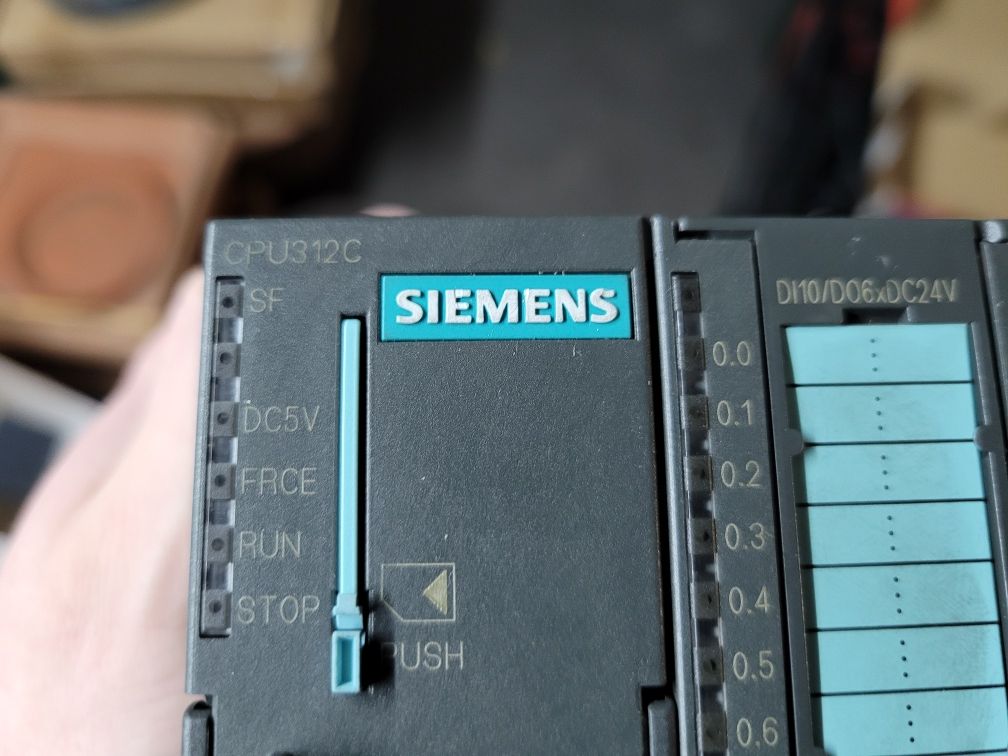 CPU312C
SIEMENS
SF
DC5V
FRCE
RUN
STOP
PUSH
DI10/DO6xDC24V
0.0
0.1
0.2
0.3
0.4
0.5
0.6